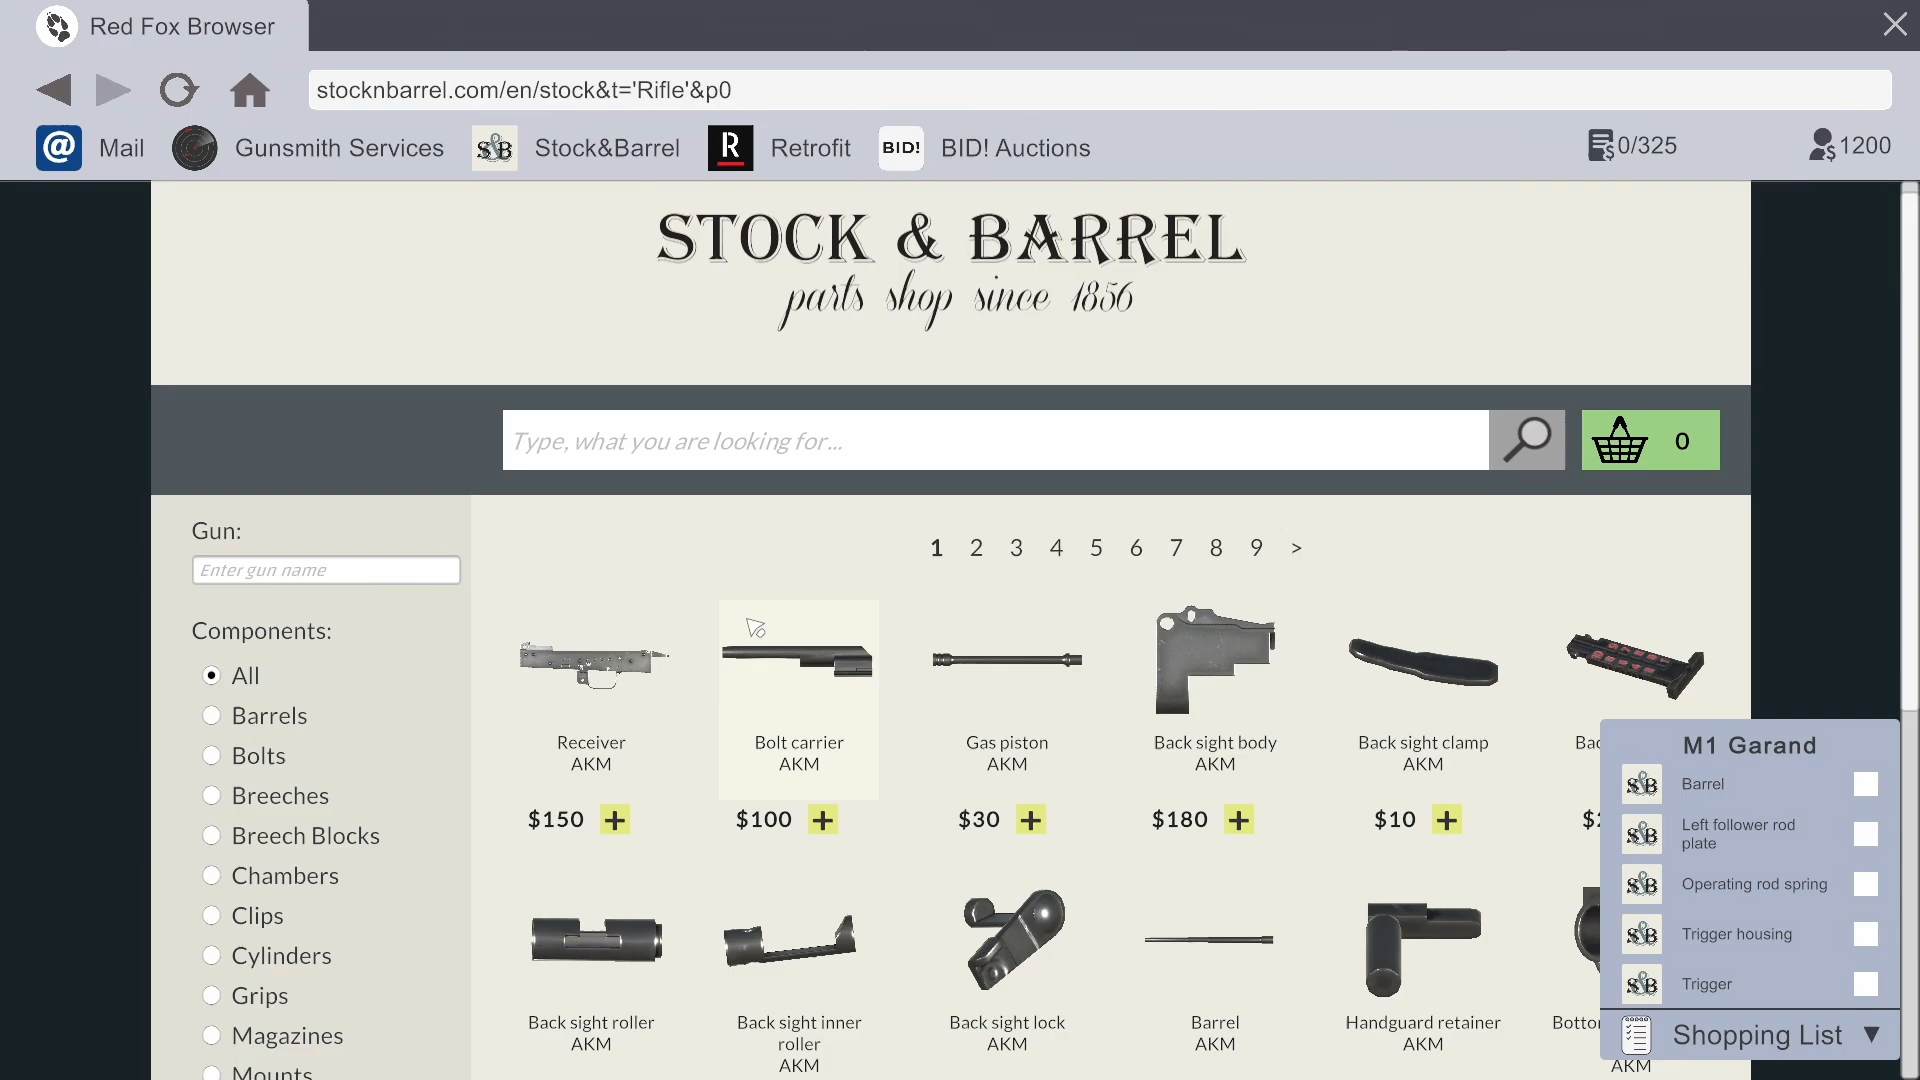 Red Fox Browser
stocknbarrel.com/en/stock&t='Rifle'&p0
@ Mail
Gunsmith Services
S&B Stock&Barrel
R Retrofit
BID! BID! Auctions
0/325
1200
STOCK & BARREL
parts shop since 1856
Type, what you are looking for...
0
Gun:
Enter gun name
Components:
All
Barrels
Bolts
Breeches
Breech Blocks
Chambers
Clips
Cylinders
Grips
Magazines
Mounts
1 2 3 4 5 6 7 8 9 >
Receiver
AKM
$150 +
Bolt carrier
AKM
$100 +
Gas piston
AKM
$30 +
Back sight body
AKM
$180 +
Back sight clamp
AKM
$10 +
Back sight roller
AKM
Back sight inner
roller
AKM
Back sight lock
AKM
Barrel
AKM
Handguard retainer
AKM
AKM
M1 Garand
S&B Barrel
S&B Left follower rod
plate
S&B Operating rod spring
S&B Trigger housing
S&B Trigger
Shopping List ▼